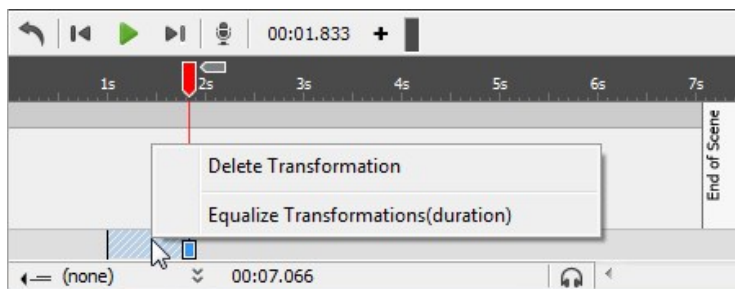 00:01.833
1s 2s 3s 4s 5s 6s 7s
End of Scene
Delete Transformation
Equalize Transformations(duration)
(none) 00:07.066